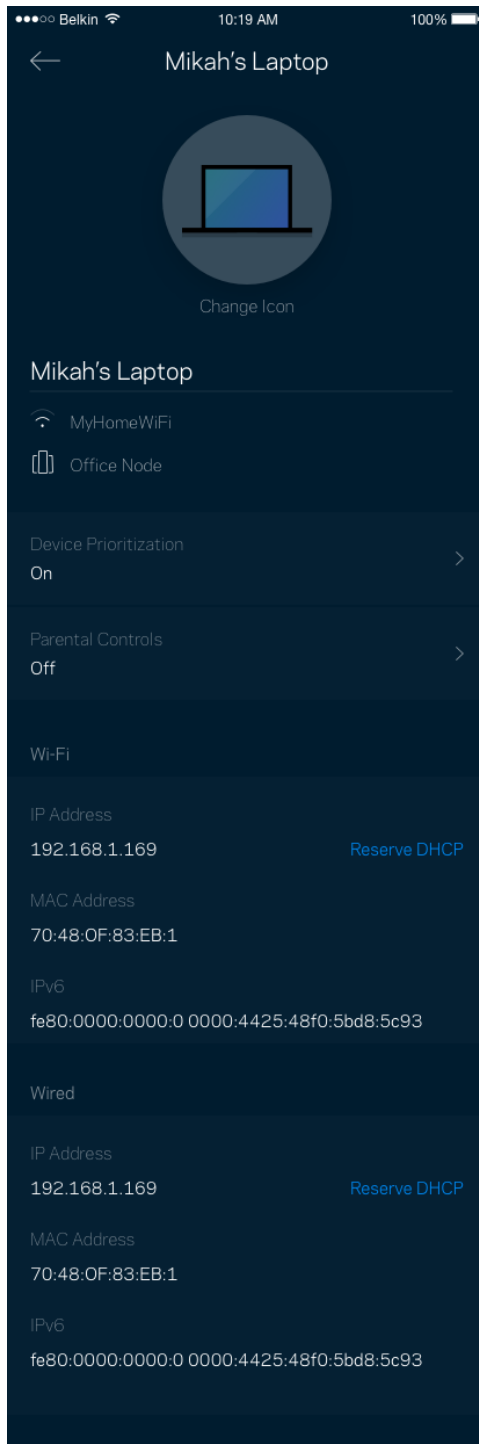 Belkin 10:19 AM 100%
Mikah's Laptop
Change Icon
Mikah's Laptop
MyHomeWiFi
Office Node
Device Prioritization
On
Parental Controls
Off
Wi-Fi
IP Address
192.168.1.169 Reserve DHCP
MAC Address
70:48:0F:83:EB:1
IPv6
fe80:0000:0000:0 0000:4425:48f0:5bd8:5c93
Wired
IP Address
192.168.1.169 Reserve DHCP
MAC Address
70:48:0F:83:EB:1
IPv6
fe80:0000:0000:0 0000:4425:48f0:5bd8:5c93